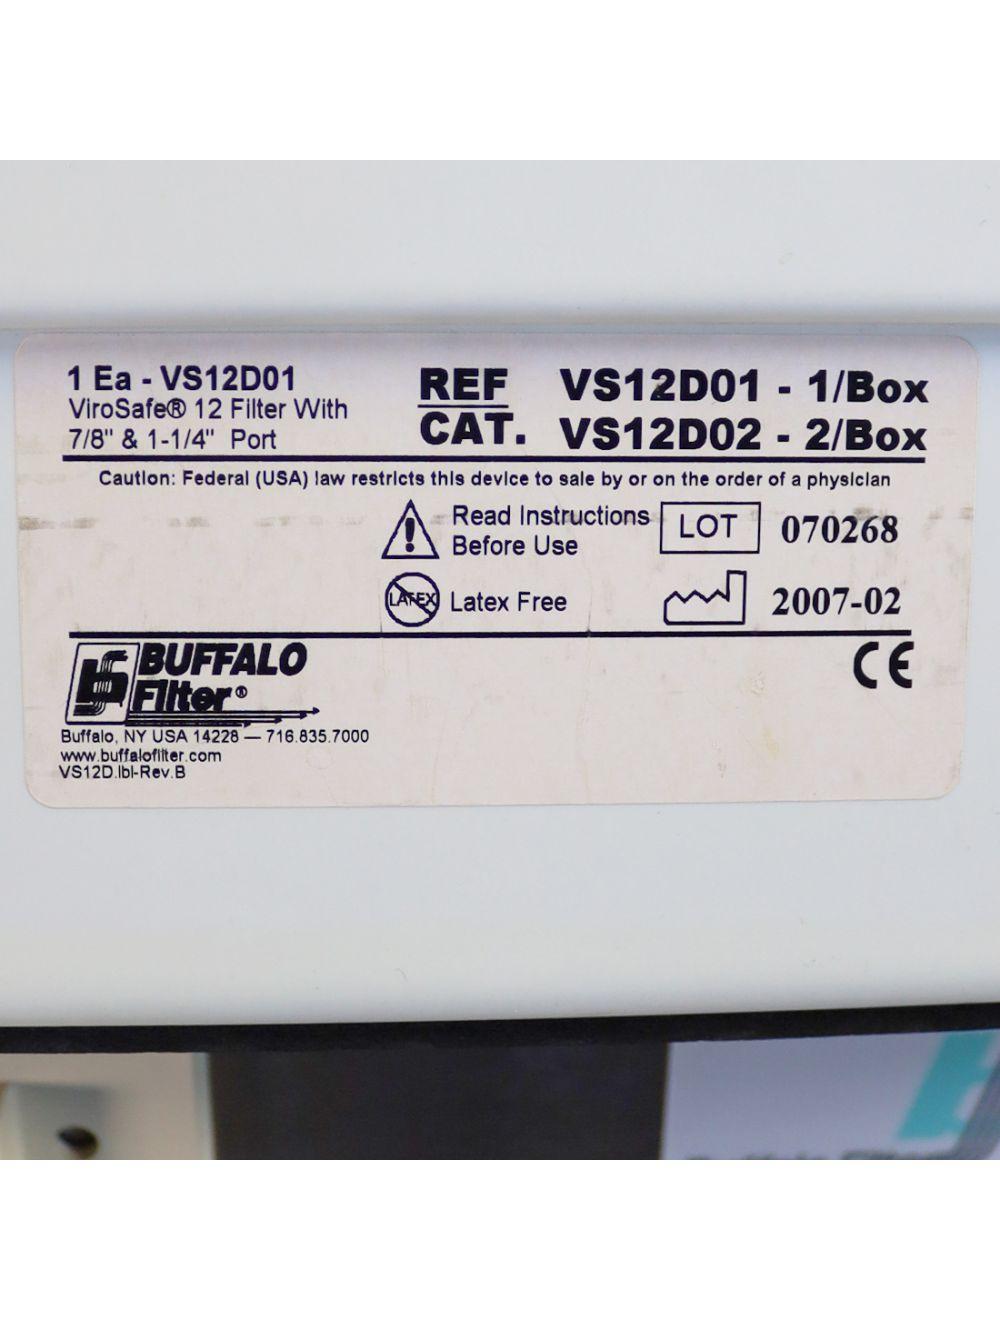 1 Ea - VS12D01
ViroSafe® 12 Filter With
7/8" & 1-1/4" Port
REF VS12D01 - 1/Box
CAT. VS12D02 - 2/Box
Caution: Federal (USA) law restricts this device to sale by or on the order of a physician
Read Instructions
Before Use
LOT 070268
LATEX Latex Free
2007-02
BUFFALO
Filter®
CE
Buffalo, NY USA 14228 — 716.835.7000
www.buffalofilter.com
VS12D.lbl-Rev.B